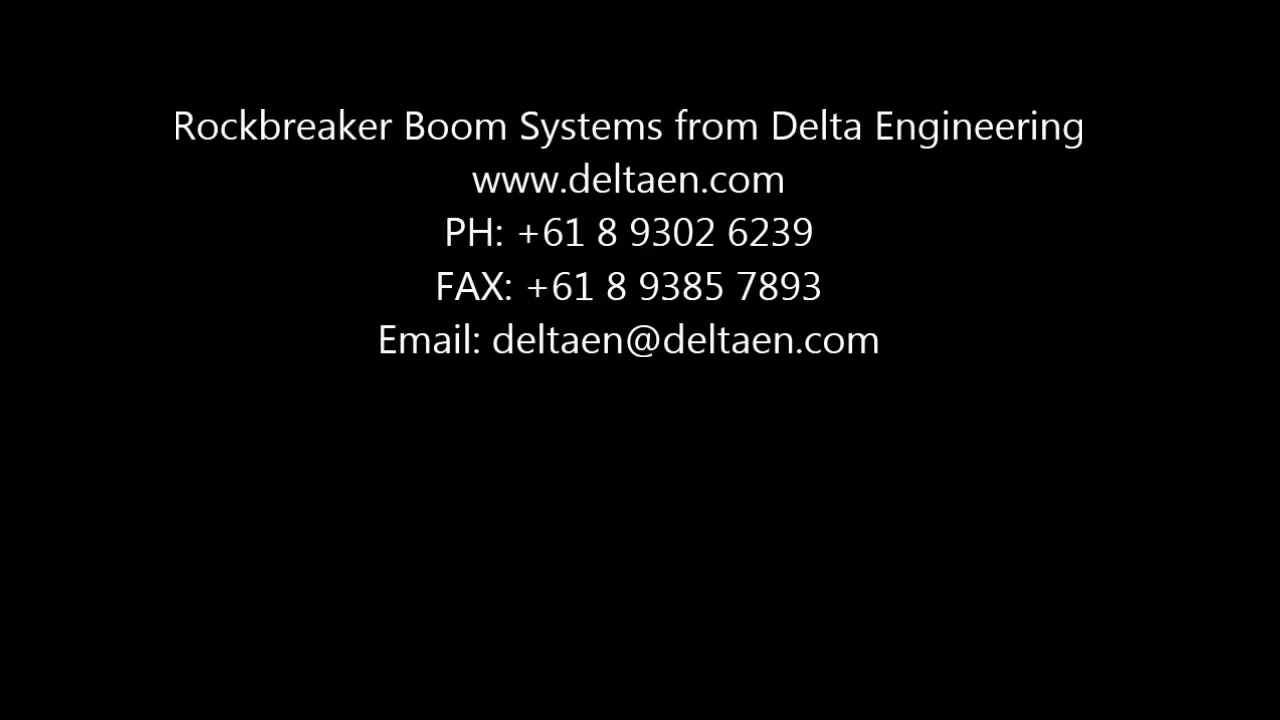 Rockbreaker Boom Systems from Delta Engineering
www.deltaen.com
PH: +61 8 9302 6239
FAX: +61 8 9385 7893
Email: deltaen@deltaen.com